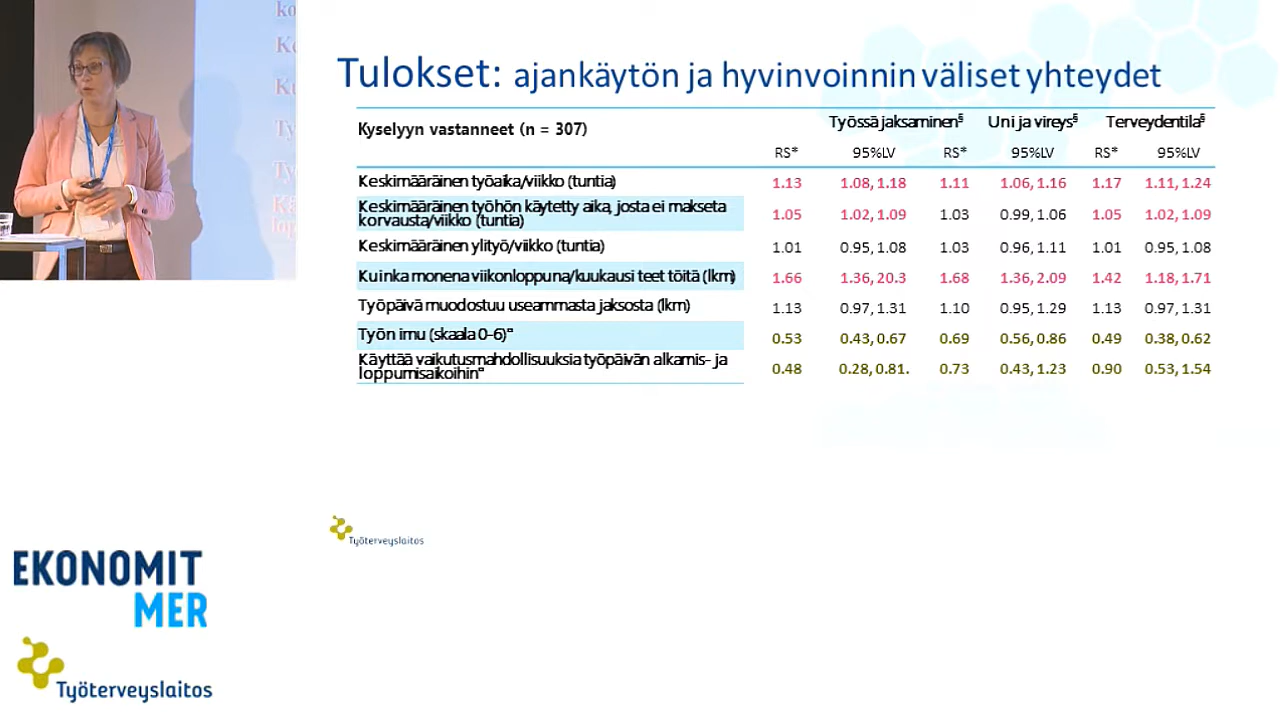 Tulokset: ajankäytön ja hyvinvoinnin väliset yhteydet
Kyselyyn vastanneet (n = 307) Työssä jaksaminen§ Uni ja vireys§ Terveydentila§
RS* 95%LV RS* 95%LV RS* 95%LV
Keskimääräinen työaika/viikko (tuntia) 1.13 1.08, 1.18 1.11 1.06, 1.16 1.17 1.11, 1.24
Keskimääräinen työhön käytetty aika, josta ei makseta
korvausta/viikko (tuntia) 1.05 1.02, 1.09 1.03 0.99, 1.06 1.05 1.02, 1.09
Keskimääräinen ylityö/viikko (tuntia) 1.01 0.95, 1.08 1.03 0.96, 1.11 1.01 0.95, 1.08
Kuinka monena viikonloppuna/kuukausi teet töitä (lkm) 1.66 1.36, 20.3 1.68 1.36, 2.09 1.42 1.18, 1.71
Työpäivä muodostuu useammasta jaksosta (lkm) 1.13 0.97, 1.31 1.10 0.95, 1.29 1.13 0.97, 1.31
Työn imu (skaala 0–6)¤ 0.53 0.43, 0.67 0.69 0.56, 0.86 0.49 0.38, 0.62
Käyttää vaikutusmahdollisuuksia työpäivän alkamis- ja
loppumisaikoihin¤ 0.48 0.28, 0.81. 0.73 0.43, 1.23 0.90 0.53, 1.54
Työterveyslaitos
EKONOMIT
MER
Työterveyslaitos